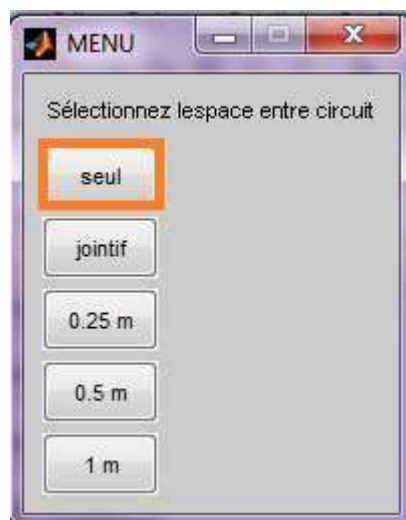 MENU
Sélectionnez lespace entre circuit
seul
jointif
0.25 m
0.5 m
1 m